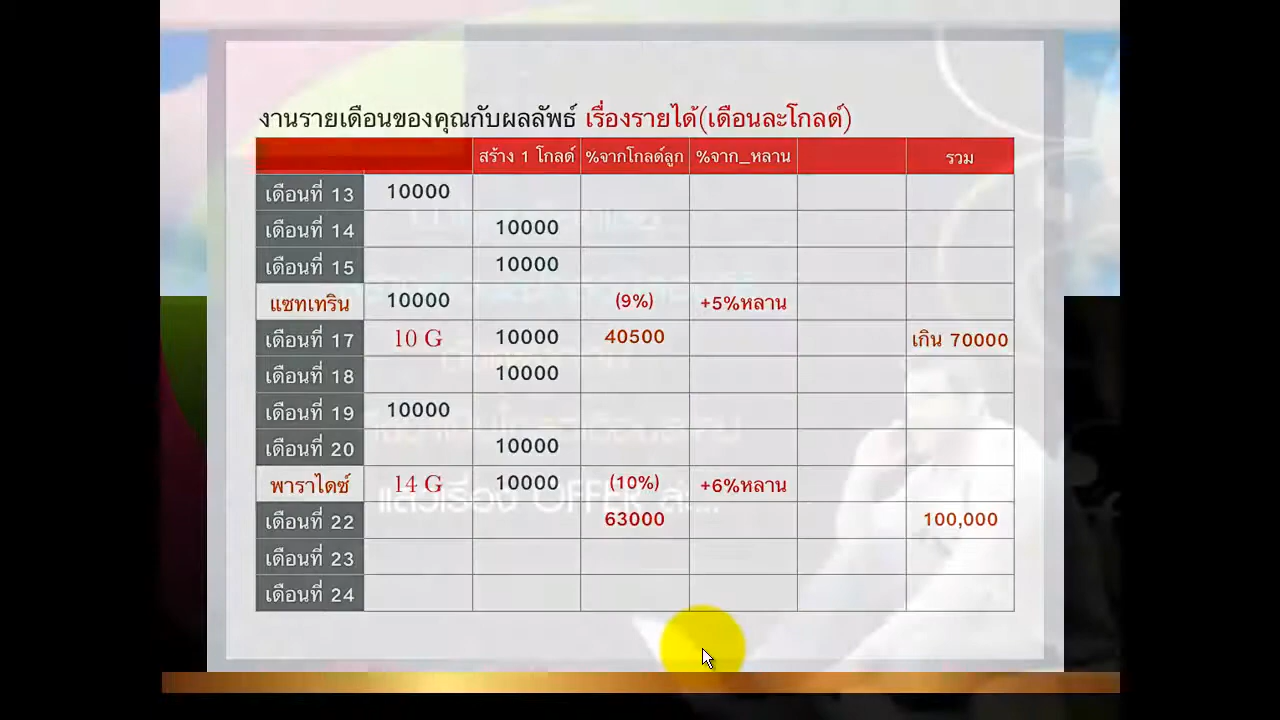 งานรายเดือนของคุณกับผลลัพธ์ เรื่องรายได้(เดือนละโกลด์)
สร้าง 1 โกลด์ %จากโกลด์ลูก %จาก_หลาน รวม
เดือนที่ 13 10000
เดือนที่ 14 10000
เดือนที่ 15 10000
แซทเทริน 10000 (9%) +5%หลาน
เดือนที่ 17 10 G 10000 40500 เกิน 70000
เดือนที่ 18 10000
เดือนที่ 19 10000
เดือนที่ 20 10000
พาราไดซ์ 14 G 10000 (10%) +6%หลาน
แล้วเรื่อง OFFER
เดือนที่ 22 63000 100,000
เดือนที่ 23
เดือนที่ 24